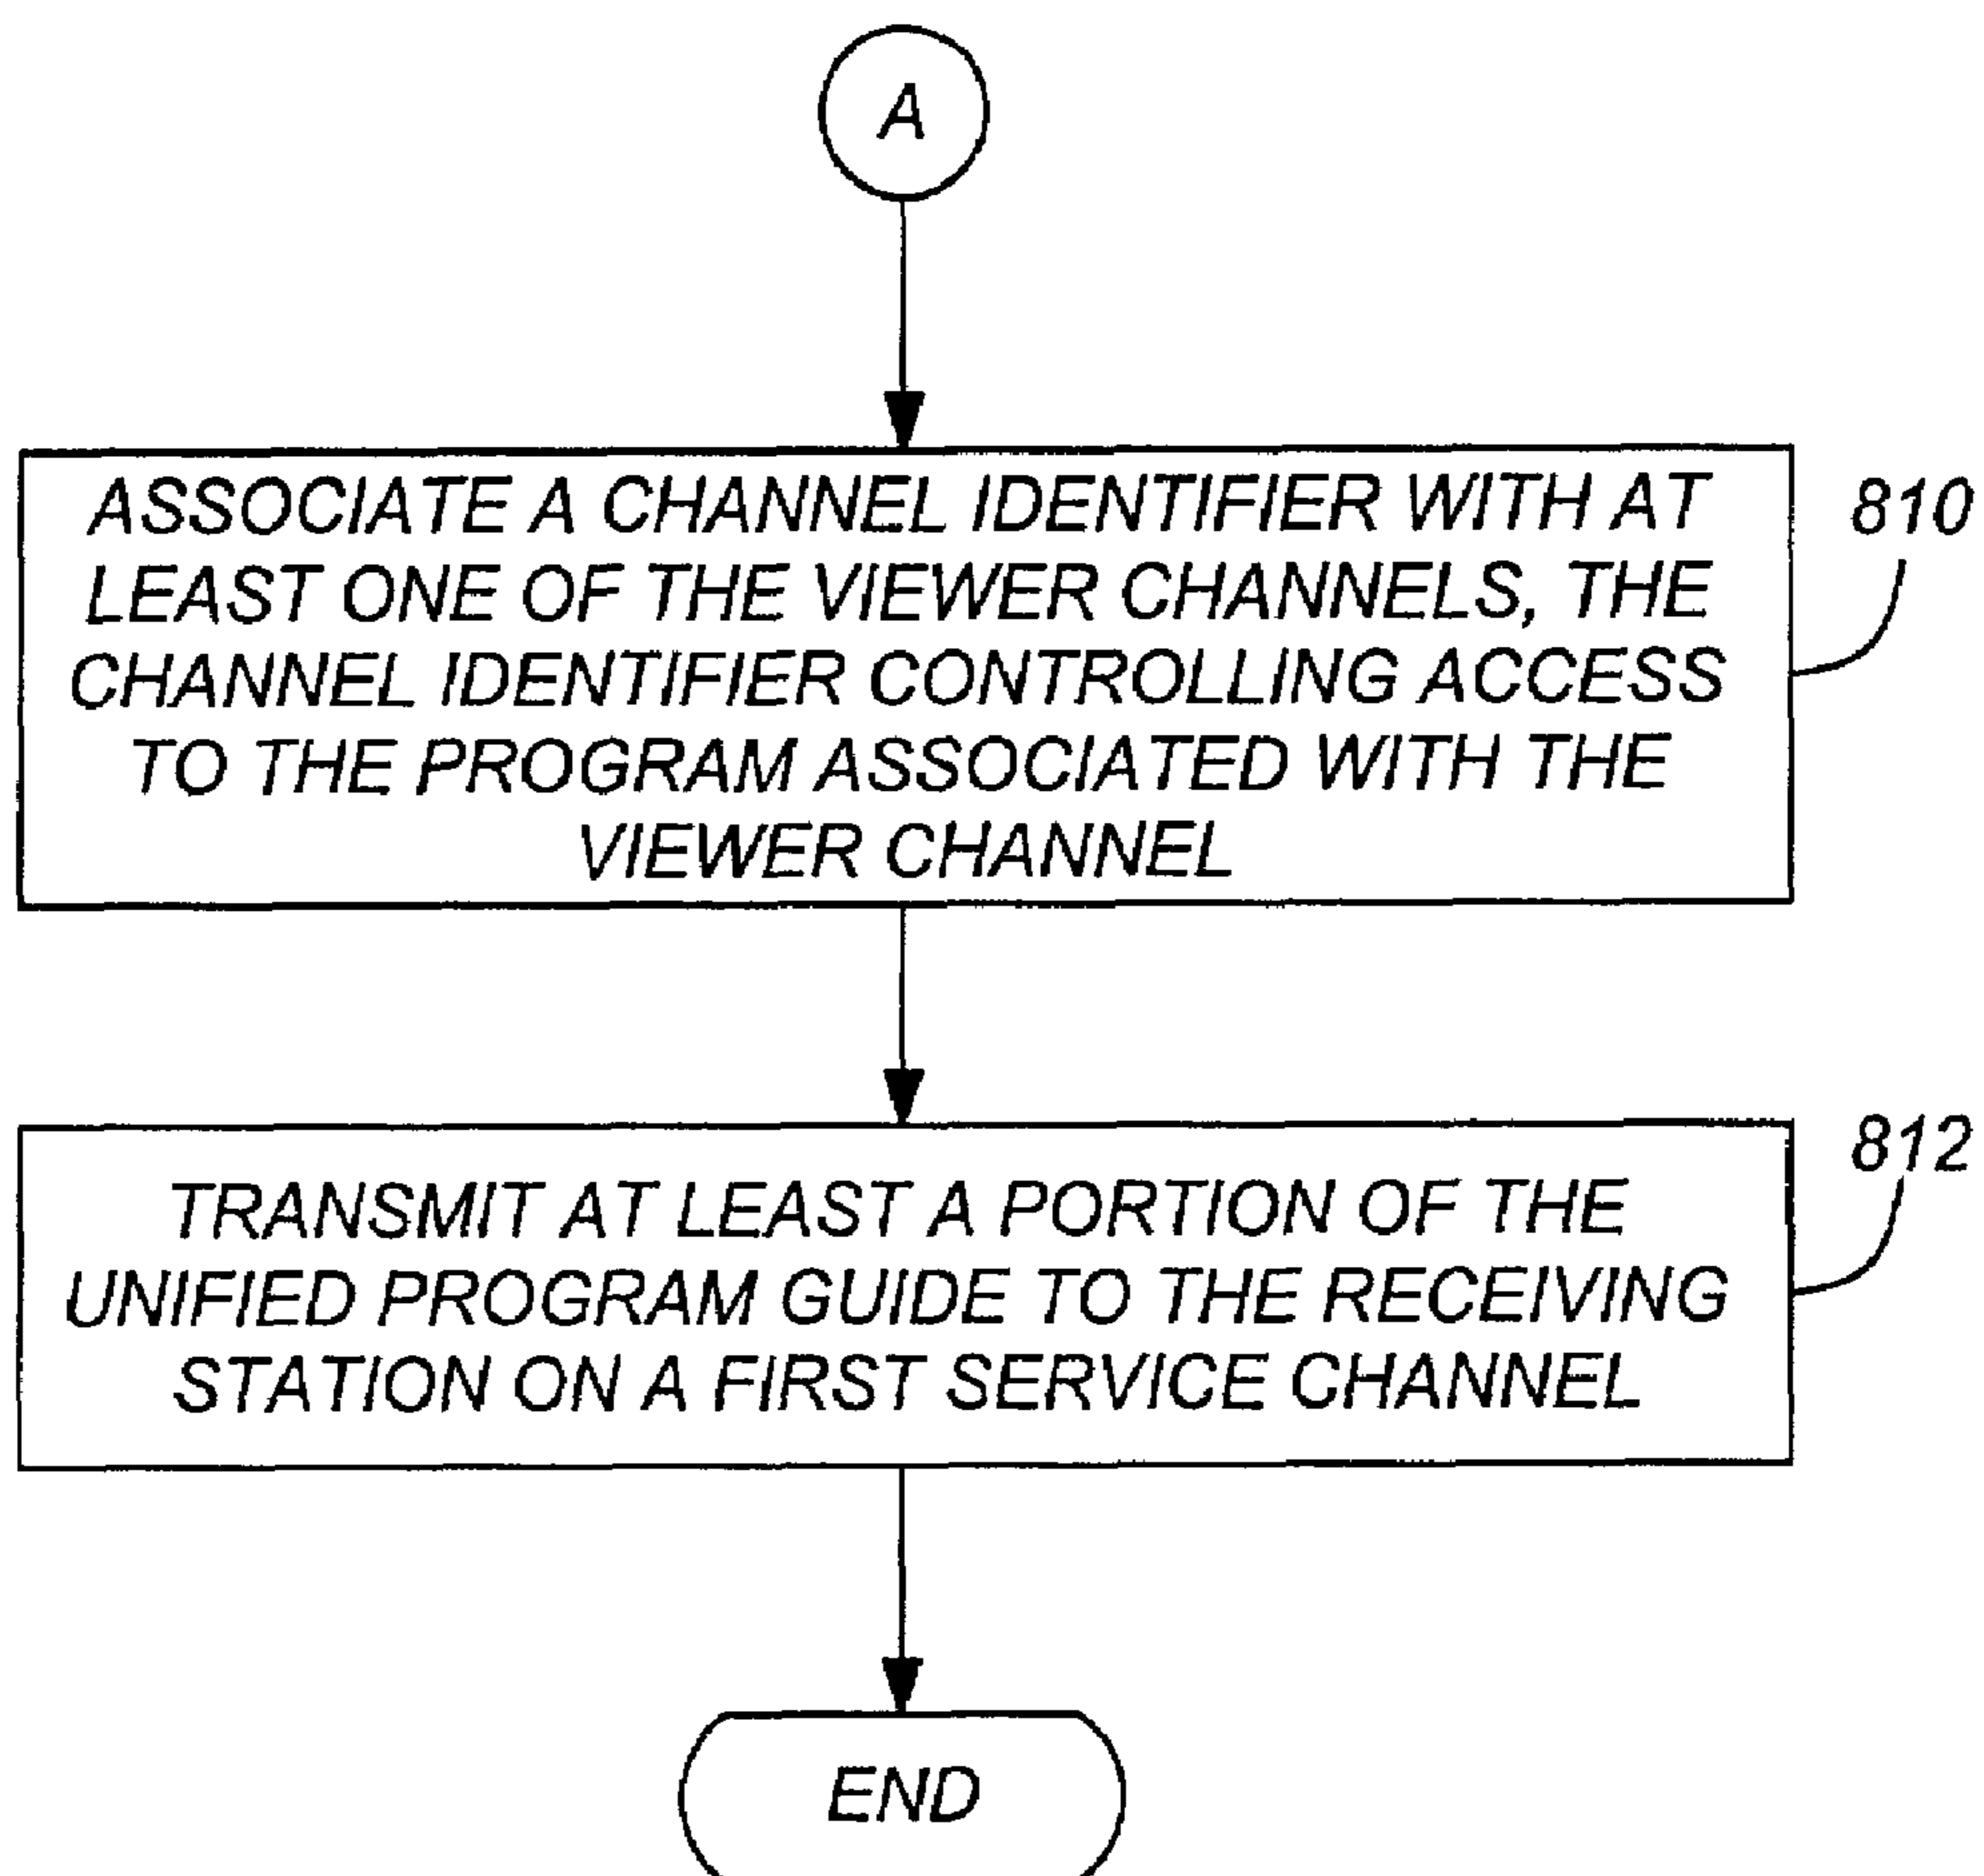 A
ASSOCIATE A CHANNEL IDENTIFIER WITH AT
LEAST ONE OF THE VIEWER CHANNELS, THE
CHANNEL IDENTIFIER CONTROLLING ACCESS
TO THE PROGRAM ASSOCIATED WITH THE
VIEWER CHANNEL
810
TRANSMIT AT LEAST A PORTION OF THE
UNIFIED PROGRAM GUIDE TO THE RECEIVING
STATION ON A FIRST SERVICE CHANNEL
812
END